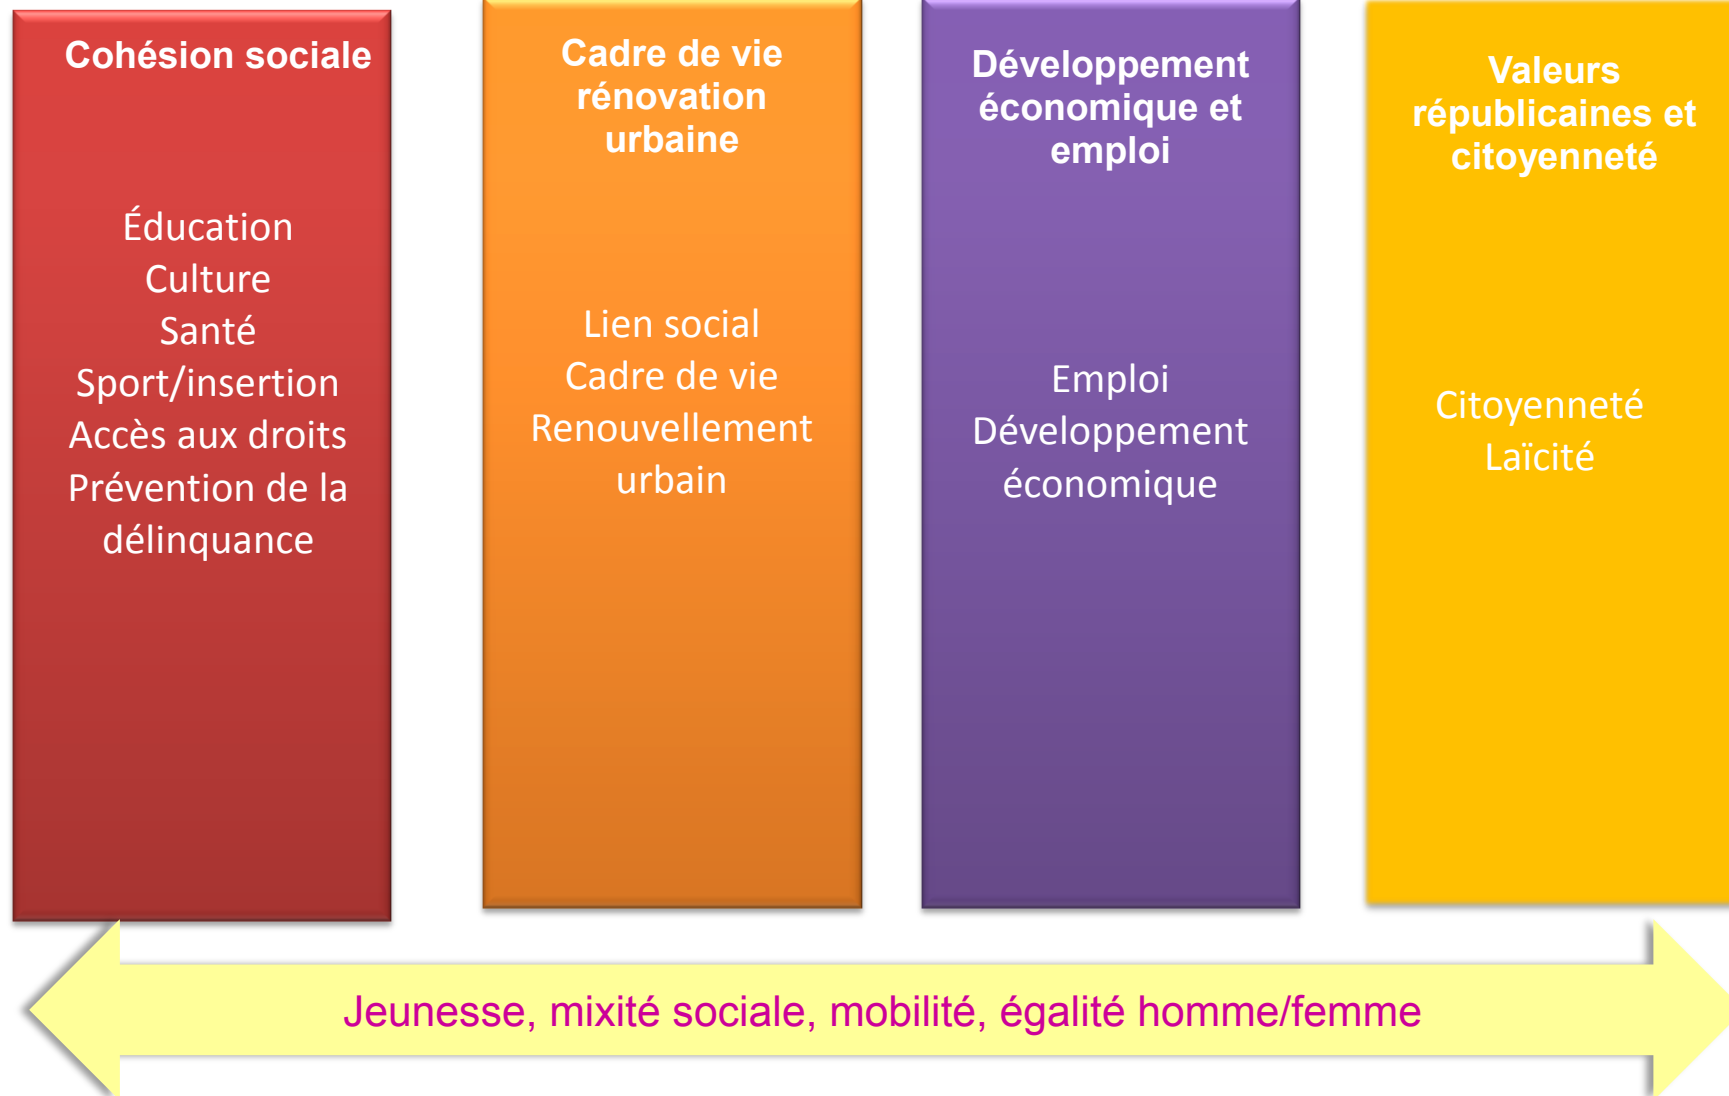 Cohésion sociale
Éducation
Culture
Santé
Sport/insertion
Accès aux droits
Prévention de la
délinquance
Cadre de vie
rénovation
urbaine
Lien social
Cadre de vie
Renouvellement
urbain
Développement
économique et
emploi
Emploi
Développement
économique
Valeurs
républicaines et
citoyenneté
Citoyenneté
Laïcité
Jeunesse, mixité sociale, mobilité, égalité homme/femme